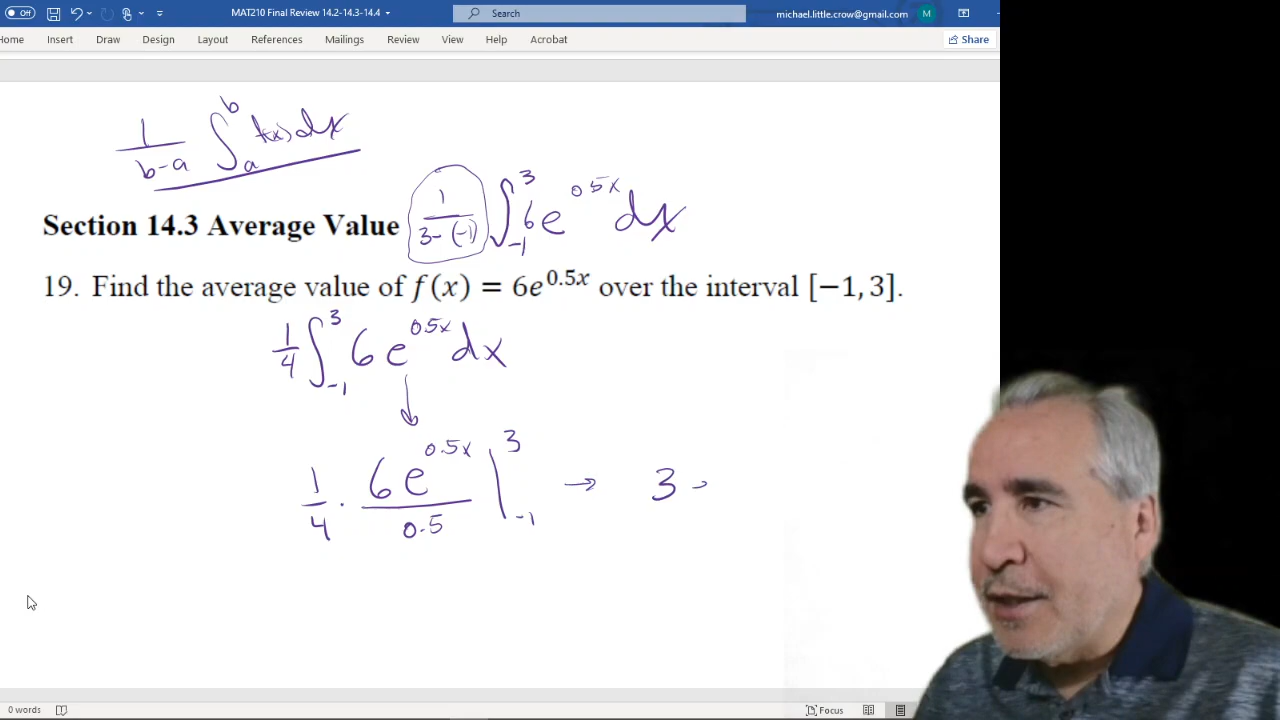 Off MAT210 Final Review 14.2-14.3-14.4 Search michael.little.crow@gmail.com M
Home Insert Draw Design Layout References Mailings Review View Help Acrobat Share
1/(b-a) ∫_a^b f(x) dx
Section 14.3 Average Value 1/(3-(-1)) ∫_-1^3 6e^0.5x dx
19. Find the average value of f(x) = 6e^0.5x over the interval [−1, 3].
1/4 ∫_-1^3 6e^0.5x dx
↓
1/4 · 6e^0.5x/0.5 |_-1^3 → 3
0 words Focus